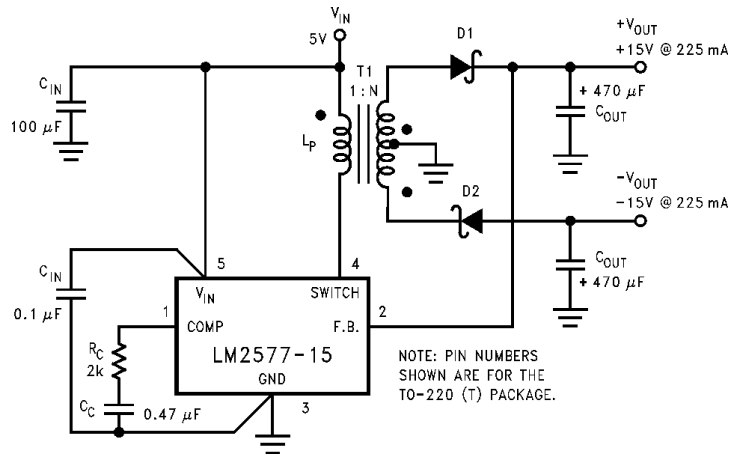 V_IN
5V
+V_OUT
+15V @ 225 mA
D1
T1
1 : N
C_IN
100 μF
L_P
+ 470 μF
C_OUT
D2
−V_OUT
−15V @ 225 mA
C_IN
0.1 μF
5
4
C_OUT
+ 470 μF
V_IN
SWITCH
1
2
COMP
F.B.
R_C
2k
LM2577-15
GND
NOTE: PIN NUMBERS
SHOWN ARE FOR THE
TO-220 (T) PACKAGE.
C_C
0.47 μF
3